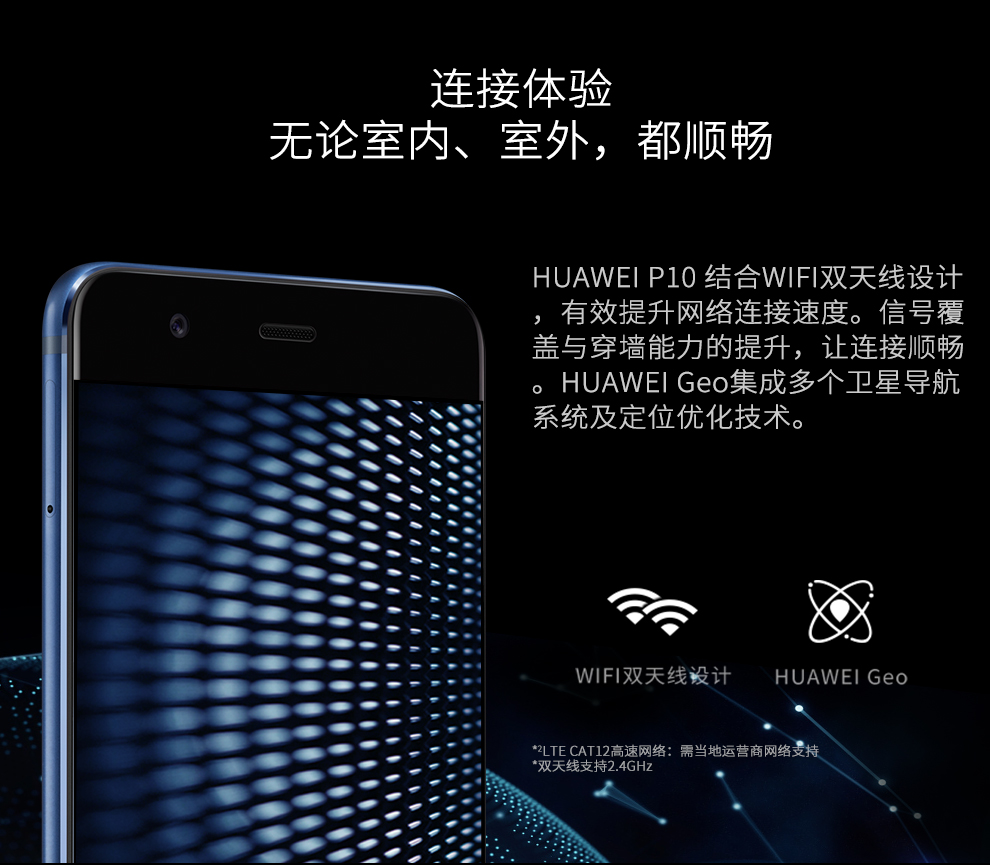 连接体验
无论室内、室外，都顺畅
HUAWEI P10 结合WIFI双天线设计
，有效提升网络连接速度。信号覆
盖与穿墙能力的提升，让连接顺畅
。HUAWEI Geo集成多个卫星导航
系统及定位优化技术。
WIFI双天线设计
HUAWEI Geo
*²LTE CAT12高速网络：需当地运营商网络支持
*双天线支持2.4GHz